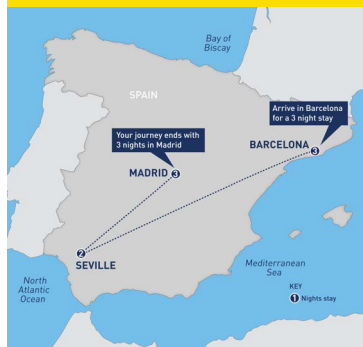 Bay of
Biscay
SPAIN
Arrive in Barcelona
for a 3 night stay
Your journey ends with
3 nights in Madrid
BARCELONA 3
MADRID 3
2
SEVILLE
Mediterranean
Sea
North
Atlantic
Ocean
KEY
1 Nights stay